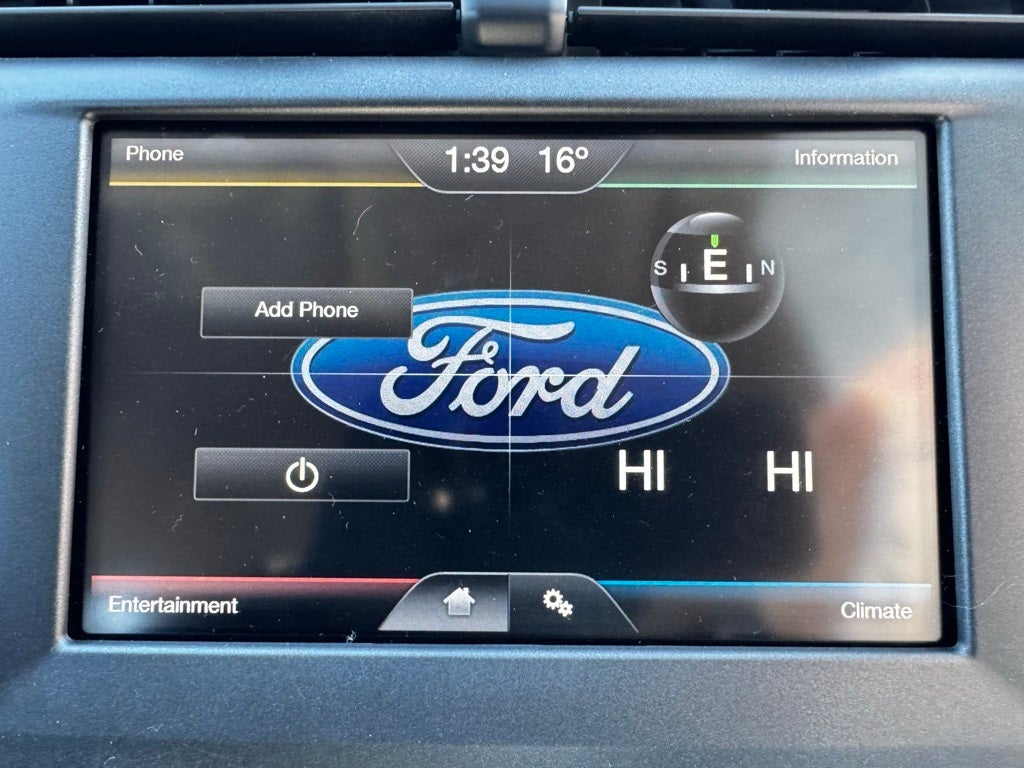 Phone
1:39 16°
Information
S E N
Add Phone
Ford
HI HI
Entertainment
Climate